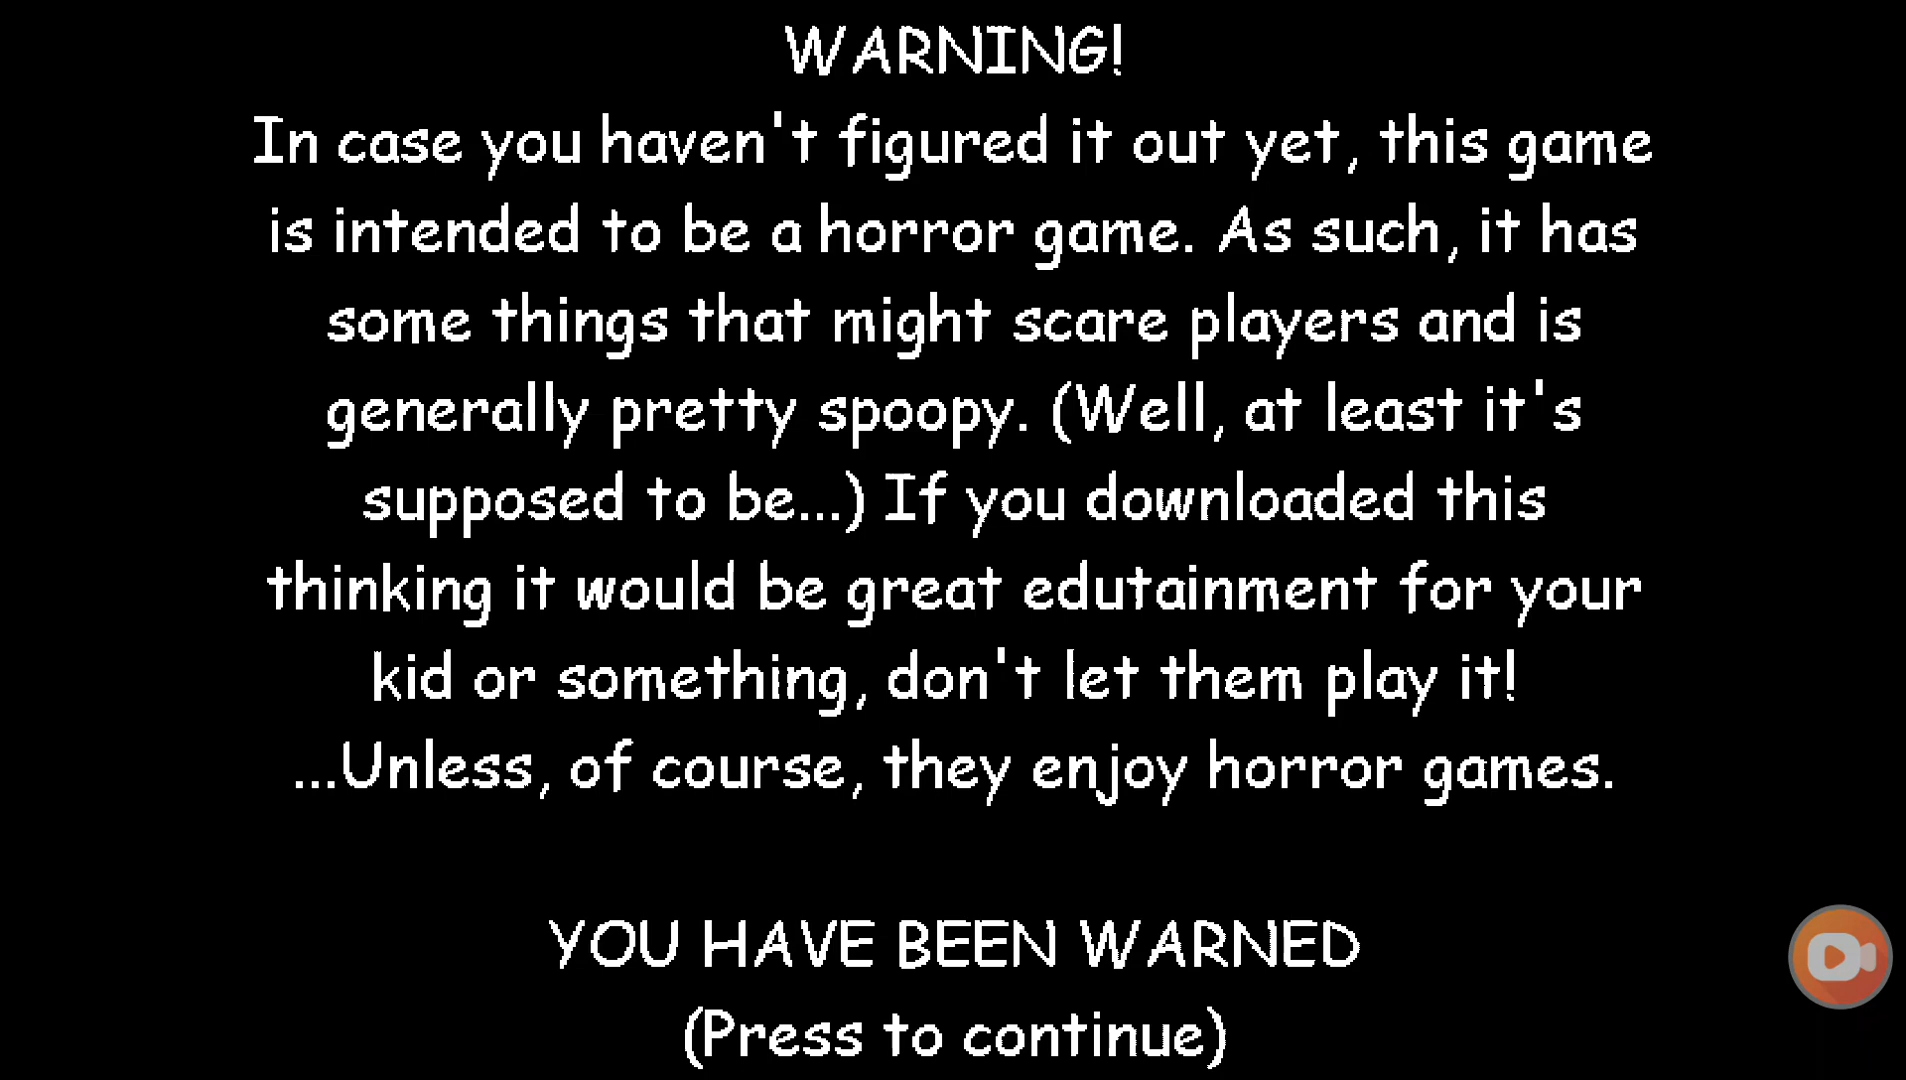 WARNING!
In case you haven't figured it out yet, this game
is intended to be a horror game. As such, it has
some things that might scare players and is
generally pretty spoopy. (Well, at least it's
supposed to be...) If you downloaded this
thinking it would be great edutainment for your
kid or something, don't let them play it!
...Unless, of course, they enjoy horror games.
YOU HAVE BEEN WARNED
(Press to continue)